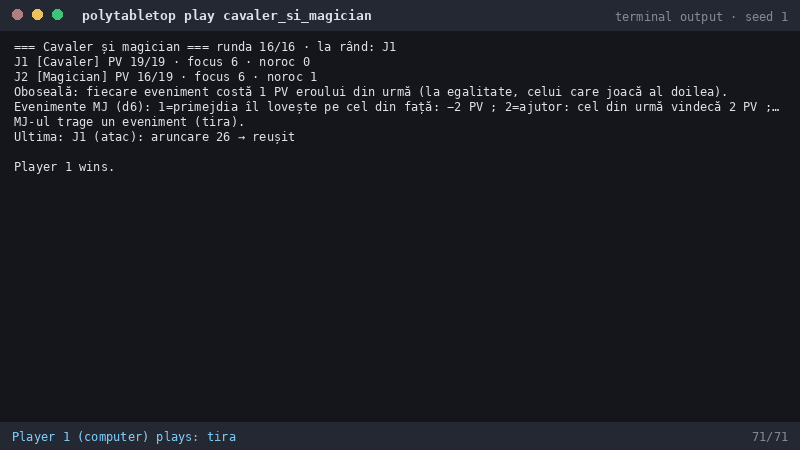 polytabletop play cavaler_si_magician
terminal output · seed 1
=== Cavaler și magician === runda 16/16 · la rând: J1
J1 [Cavaler] PV 19/19 · focus 6 · noroc 0
J2 [Magician] PV 16/19 · focus 6 · noroc 1
Oboseală: fiecare eveniment costă 1 PV eroului din urmă (la egalitate, celui care joacă al doilea).
Evenimente MJ (d6): 1=primejdia îl lovește pe cel din față: −2 PV ; 2=ajutor: cel din urmă vindecă 2 PV ;…
MJ-ul trage un eveniment (tira).
Ultima: J1 (atac): aruncare 26 → reușit
Player 1 wins.
Player 1 (computer) plays: tira
71/71